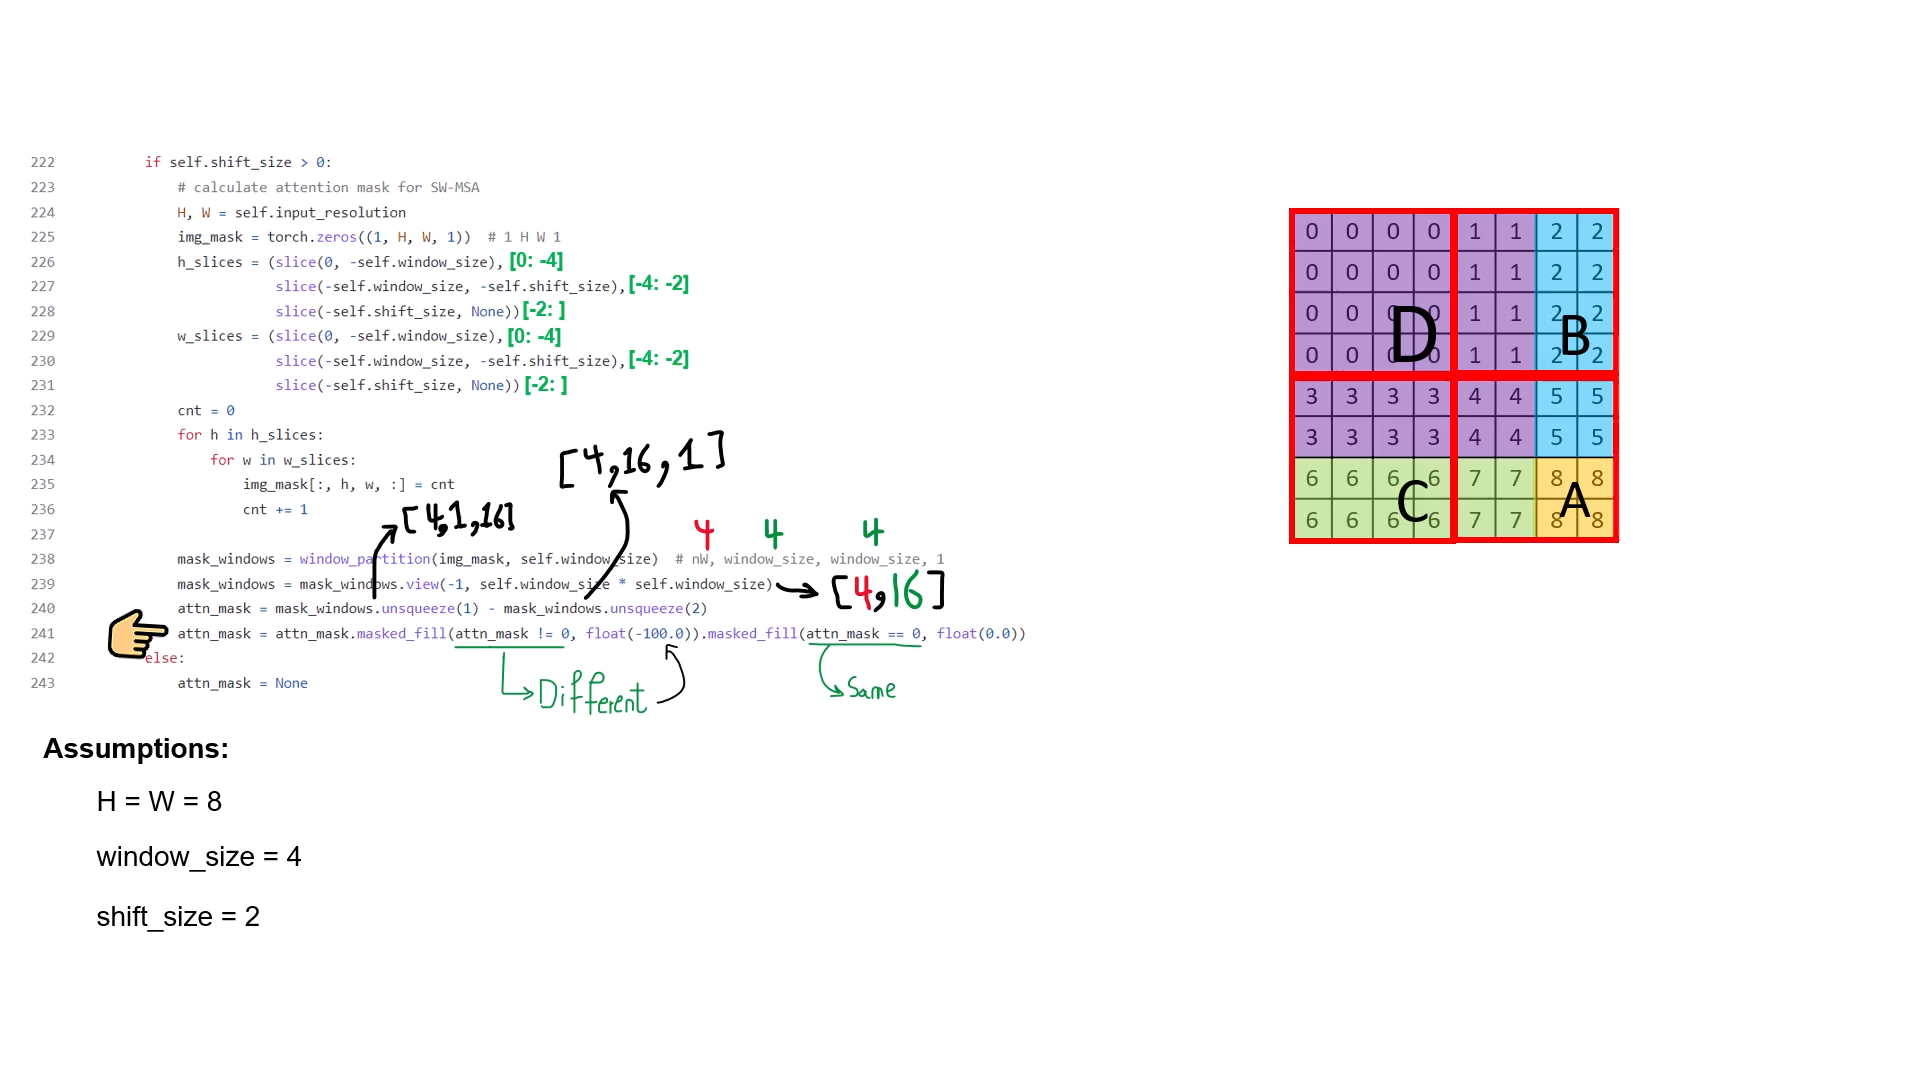 222 if self.shift_size > 0:
223 # calculate attention mask for SW-MSA
224 H, W = self.input_resolution
225 img_mask = torch.zeros((1, H, W, 1)) # 1 H W 1
226 h_slices = (slice(0, -self.window_size), [0: -4]
227 slice(-self.window_size, -self.shift_size), [-4: -2]
228 slice(-self.shift_size, None)) [-2: ]
229 w_slices = (slice(0, -self.window_size), [0: -4]
230 slice(-self.window_size, -self.shift_size), [-4: -2]
231 slice(-self.shift_size, None)) [-2: ]
232 cnt = 0
233 for h in h_slices:
234 for w in w_slices:
[4,16,1]
235 img_mask[:, h, w, :] = cnt
236 cnt += 1
[4,1,16]
237
4 4 4
238 mask_windows = window_partition(img_mask, self.window_size) # nW, window_size, window_size, 1
239 mask_windows = mask_windows.view(-1, self.window_size * self.window_size) [4,16]
240 attn_mask = mask_windows.unsqueeze(1) - mask_windows.unsqueeze(2)
241 attn_mask = attn_mask.masked_fill(attn_mask != 0, float(-100.0)).masked_fill(attn_mask == 0, float(0.0))
242 else:
243 attn_mask = None
Different
Same
Assumptions:
H = W = 8
window_size = 4
shift_size = 2
0 0 0 0 1 1 2 2
0 0 0 0 1 1 2 2
0 0 0 0 1 1 2 2
0 0 0 0 1 1 2 2
D
B
3 3 3 3 4 4 5 5
3 3 3 3 4 4 5 5
6 6 6 6 7 7 8 8
6 6 6 6 7 7 8 8
C
A